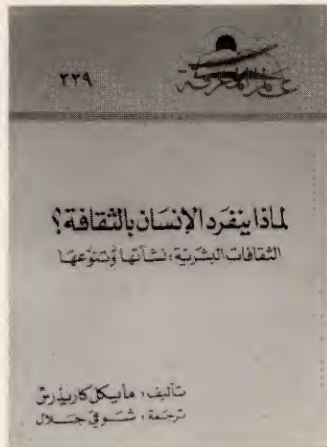 عالم المعرفة
٢٢٩
لماذا ينفرد الإنسان بالثقافة؟
الثقافات البشرية: نشأتها وتنوعها
تأليف: مايكل كاريذرس
ترجمة: شوقي جلال